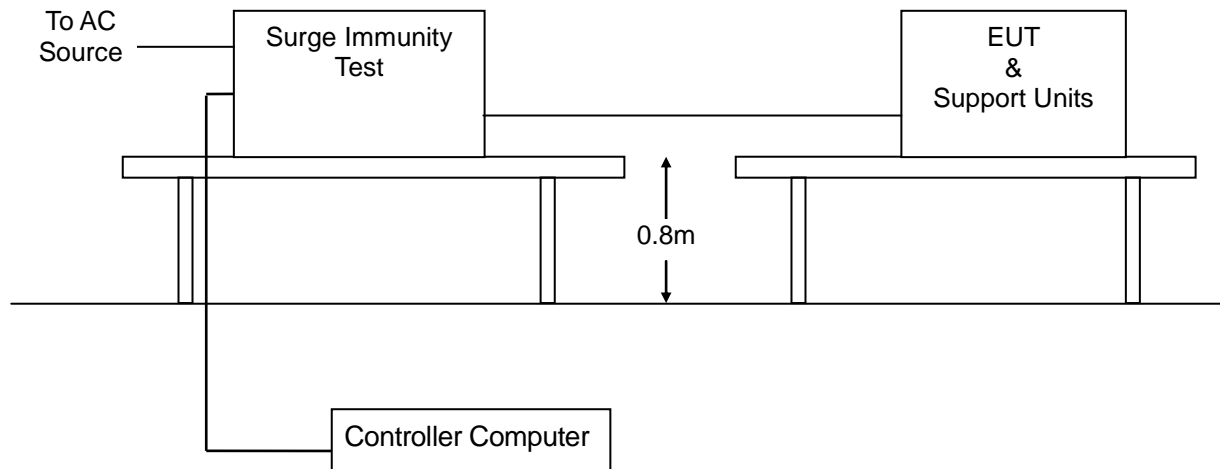 To AC
Source
Surge Immunity
Test
EUT
&
Support Units
0.8m
Controller Computer